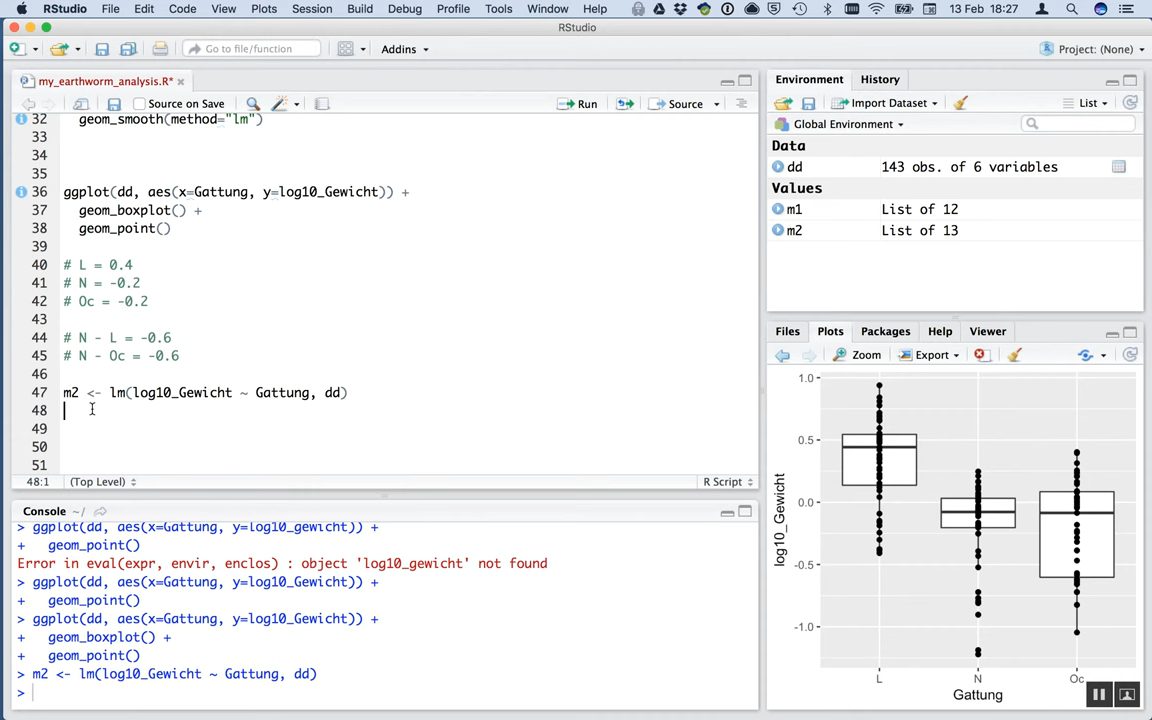 RStudio File Edit Code View Plots Session Build Debug Profile Tools Window Help 13 Feb 18:27
RStudio
Go to file/function Addins Project: (None)
my_earthworm_analysis.R*
Source on Save Run Source
32 geom_smooth(method="lm")
33
34
35
36 ggplot(dd, aes(x=Gattung, y=log10_Gewicht)) +
37 geom_boxplot() +
38 geom_point()
39
40 # L = 0.4
41 # N = -0.2
42 # Oc = -0.2
43
44 # N - L = -0.6
45 # N - Oc = -0.6
46
47 m2 <- lm(log10_Gewicht ~ Gattung, dd)
48
49
50
51
48:1 (Top Level) R Script
Console ~/
> ggplot(dd, aes(x=Gattung, y=log10_gewicht)) +
+ geom_point()
Error in eval(expr, envir, enclos) : object 'log10_gewicht' not found
> ggplot(dd, aes(x=Gattung, y=log10_Gewicht)) +
+ geom_point()
> ggplot(dd, aes(x=Gattung, y=log10_Gewicht)) +
+ geom_boxplot() +
+ geom_point()
> m2 <- lm(log10_Gewicht ~ Gattung, dd)
>
Environment History
Import Dataset List
Global Environment
Data
dd 143 obs. of 6 variables
Values
m1 List of 12
m2 List of 13
Files Plots Packages Help Viewer
Zoom Export
1.0
0.5
0.0
-0.5
-1.0
log10_Gewicht
L N Oc
Gattung